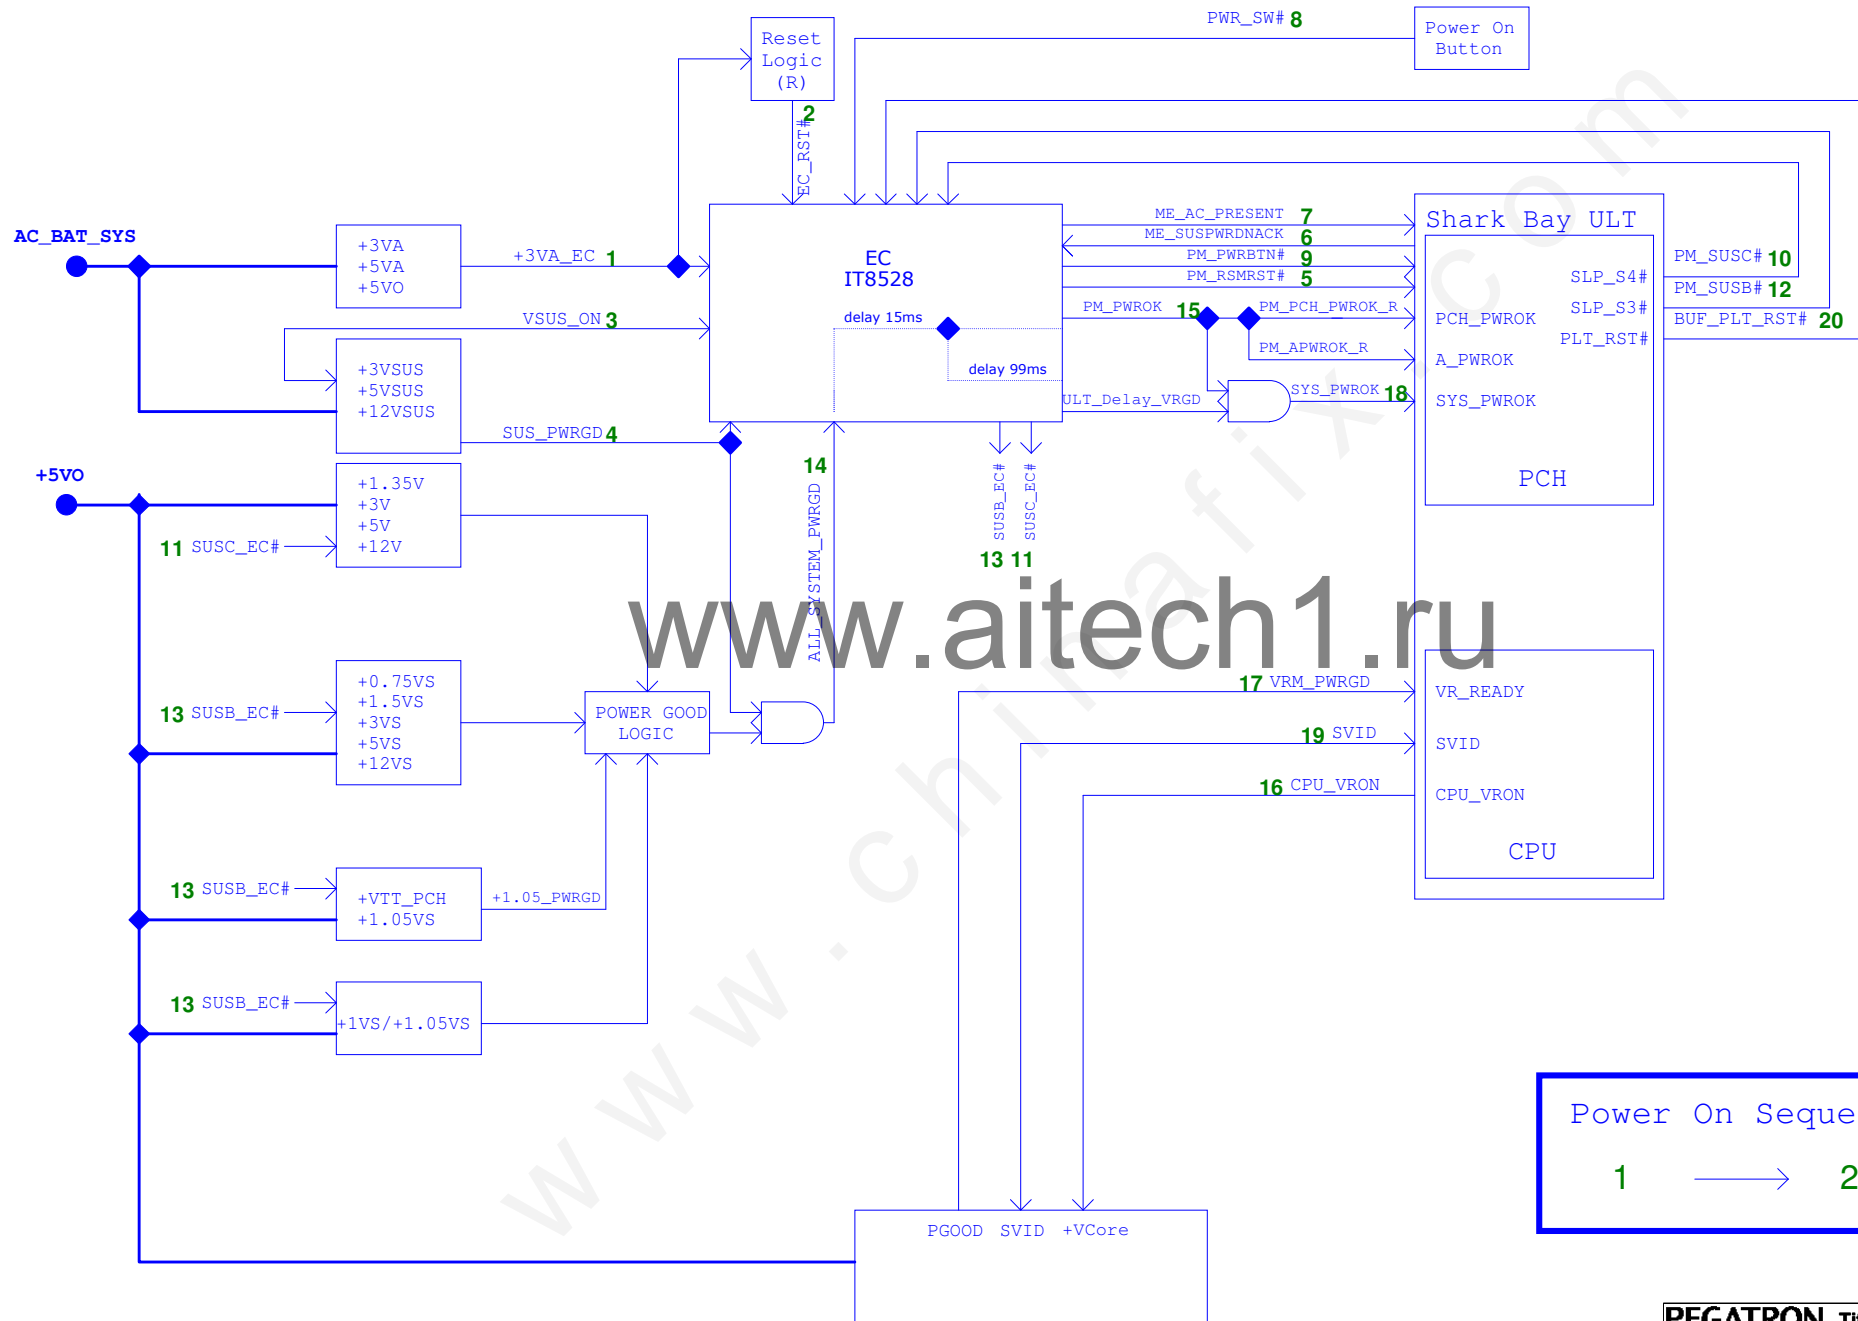 PWR_SW# 8
Power On
Button
Reset
Logic
(R)
2
EC_RST#
AC_BAT_SYS
+3VA
+5VA
+5VO
+3VA_EC 1
VSUS_ON 3
+3VSUS
+5VSUS
+12VSUS
SUS_PWRGD 4
EC
IT8528
delay 15ms
delay 99ms
ME_AC_PRESENT 7
ME_SUSPWRDNACK 6
PM_PWRBTN# 9
PM_RSMRST# 5
PM_PWROK 15
PM_PCH_PWROK_R
PM_APWROK_R
ULT_Delay_VRGD
SYS_PWROK 18
Shark Bay ULT
SLP_S4#
SLP_S3#
PCH_PWROK
PLT_RST#
A_PWROK
SYS_PWROK
PCH
PM_SUSC# 10
PM_SUSB# 12
BUF_PLT_RST# 20
+5VO
+1.35V
+3V
+5V
+12V
11 SUSC_EC#
14
ALL_SYSTEM_PWRGD
SUSB_EC#
SUSC_EC#
13 11
www.aitech1.ru
www.chinafix.com
13 SUSB_EC#
+0.75VS
+1.5VS
+3VS
+5VS
+12VS
POWER GOOD
LOGIC
17 VRM_PWRGD
VR_READY
19 SVID
SVID
16 CPU_VRON
CPU_VRON
CPU
13 SUSB_EC#
+VTT_PCH
+1.05VS
+1.05_PWRGD
13 SUSB_EC#
+1VS/+1.05VS
PGOOD SVID +VCore
Power On Seque
1 2
PEGATRON